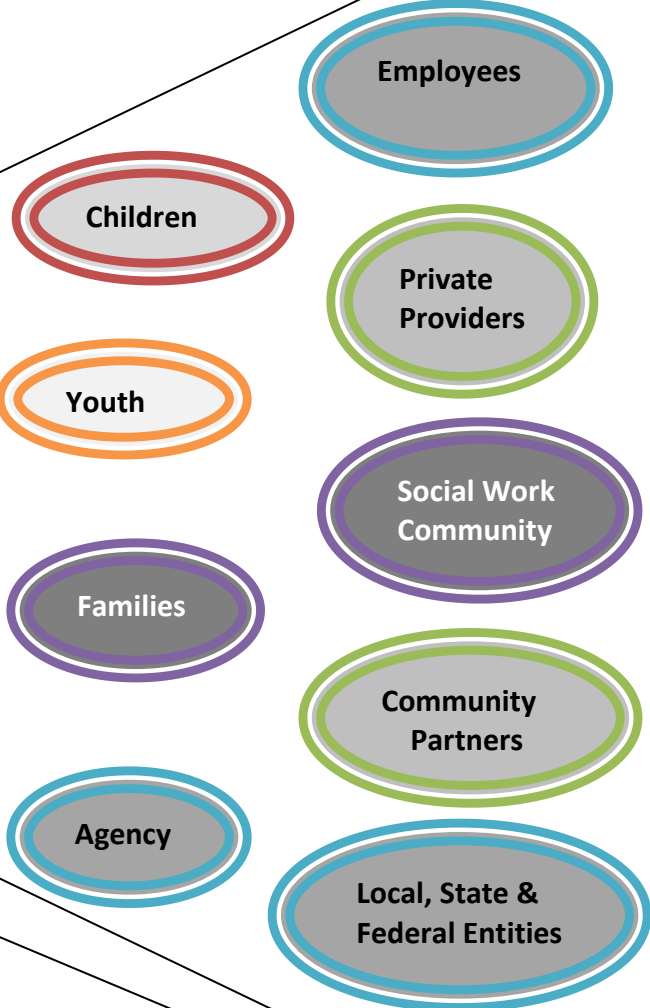 Employees
Children
Private
Providers
Youth
Social Work
Community
Families
Community
Partners
Agency
Local, State &
Federal Entities